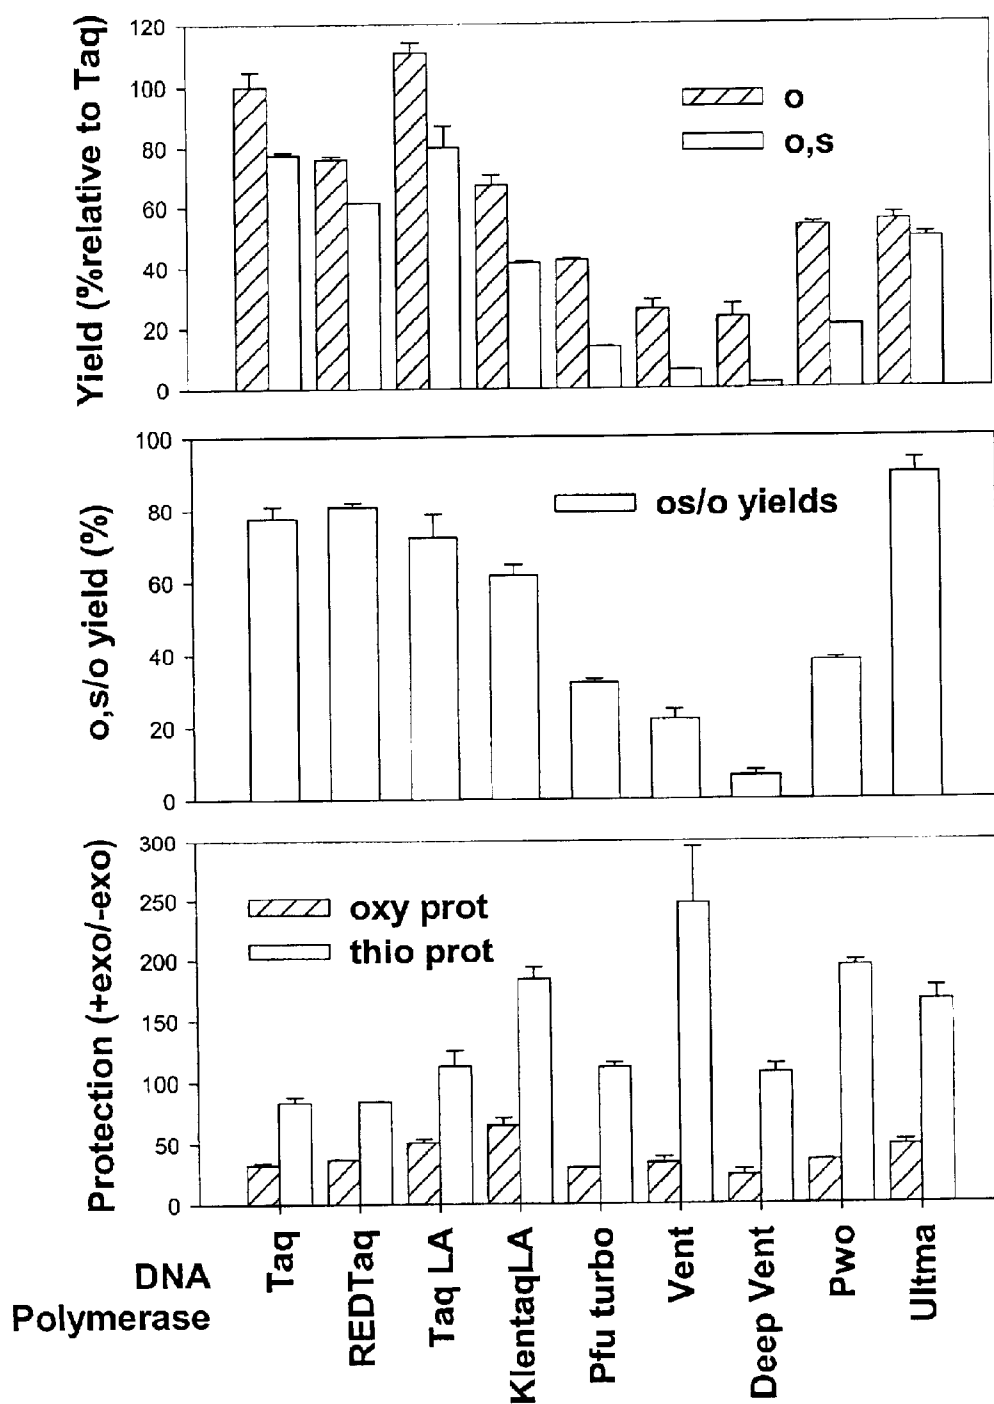 Yield (%relative to Taq)
120
100
80
60
40
20
0
o
o,s
o,s/o yield (%)
100
80
60
40
20
0
os/o yields
Protection (+exo/-exo)
300
250
200
150
100
50
0
oxy prot
thio prot
DNA
Polymerase
Taq
REDTaq
Taq LA
KlentaqLA
Pfu turbo
Vent
Deep Vent
Pwo
Ultma